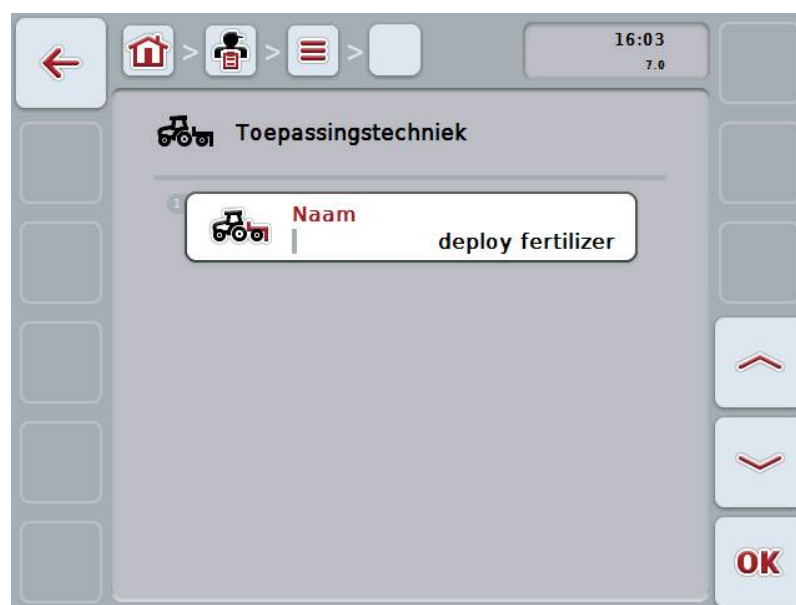 > > >
16:03
7.0
Toepassingstechniek
1
Naam
deploy fertilizer
OK